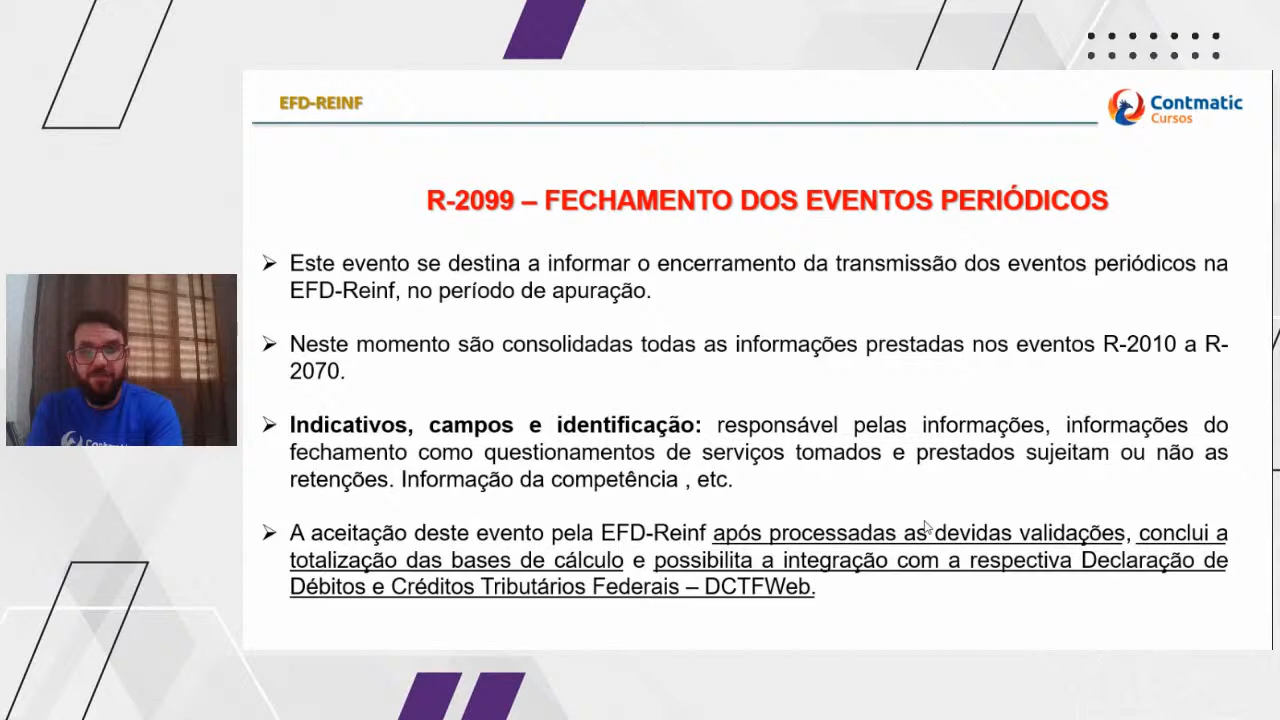 EFD-REINF
Contmatic
Cursos
R-2099 – FECHAMENTO DOS EVENTOS PERIÓDICOS
➢ Este evento se destina a informar o encerramento da transmissão dos eventos periódicos na
EFD-Reinf, no período de apuração.
➢ Neste momento são consolidadas todas as informações prestadas nos eventos R-2010 a R-
2070.
➢ Indicativos, campos e identificação: responsável pelas informações, informações do
fechamento como questionamentos de serviços tomados e prestados sujeitam ou não as
retenções. Informação da competência , etc.
➢ A aceitação deste evento pela EFD-Reinf após processadas as devidas validações, conclui a
totalização das bases de cálculo e possibilita a integração com a respectiva Declaração de
Débitos e Créditos Tributários Federais – DCTFWeb.